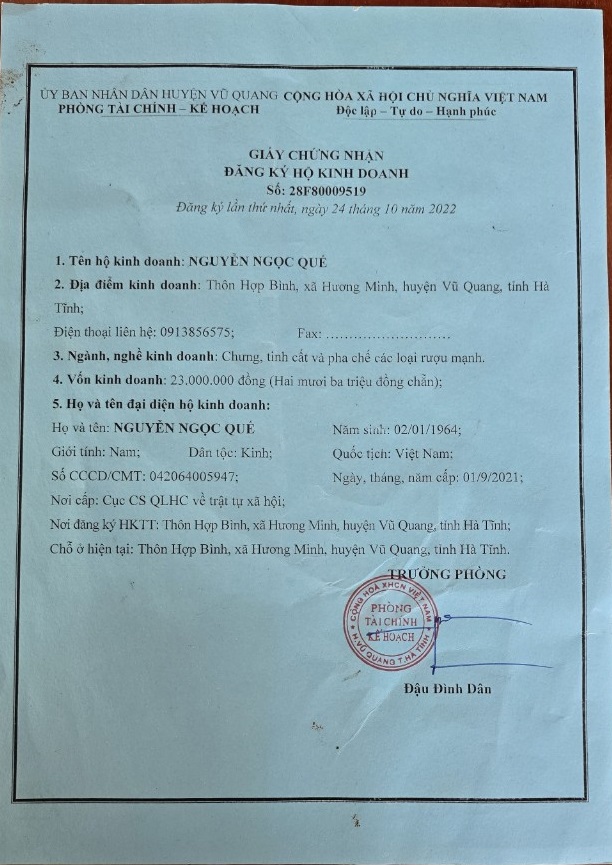 ỦY BAN NHÂN DÂN HUYỆN VŨ QUANG
PHÒNG TÀI CHÍNH – KẾ HOẠCH
CỘNG HÒA XÃ HỘI CHỦ NGHĨA VIỆT NAM
Độc lập – Tự do – Hạnh phúc
GIẤY CHỨNG NHẬN
ĐĂNG KÝ HỘ KINH DOANH
Số: 28F80009519
Đăng ký lần thứ nhất, ngày 24 tháng 10 năm 2022
1. Tên hộ kinh doanh: NGUYỄN NGỌC QUẾ
2. Địa điểm kinh doanh: Thôn Hợp Bình, xã Hương Minh, huyện Vũ Quang, tỉnh Hà
Tĩnh;
Điện thoại liên hệ: 0913856575; Fax: ............................
3. Ngành, nghề kinh doanh: Chưng, tinh cất và pha chế các loại rượu mạnh.
4. Vốn kinh doanh: 23.000.000 đồng (Hai mươi ba triệu đồng chẵn);
5. Họ và tên đại diện hộ kinh doanh:
Họ và tên: NGUYỄN NGỌC QUẾ Năm sinh: 02/01/1964;
Giới tính: Nam; Dân tộc: Kinh; Quốc tịch: Việt Nam;
Số CCCD/CMT: 042064005947; Ngày, tháng, năm cấp: 01/9/2021;
Nơi cấp: Cục CS QLHC về trật tự xã hội;
Nơi đăng ký HKTT: Thôn Hợp Bình, xã Hương Minh, huyện Vũ Quang, tỉnh Hà Tĩnh;
Chỗ ở hiện tại: Thôn Hợp Bình, xã Hương Minh, huyện Vũ Quang, tỉnh Hà Tĩnh.
TRƯỞNG PHÒNG
CỘNG HOÀ XHCN VIỆT NAM
PHÒNG
TÀI CHÍNH
KẾ HOẠCH
H.VŨ QUANG T.HÀ TĨNH
Đậu Đình Dân